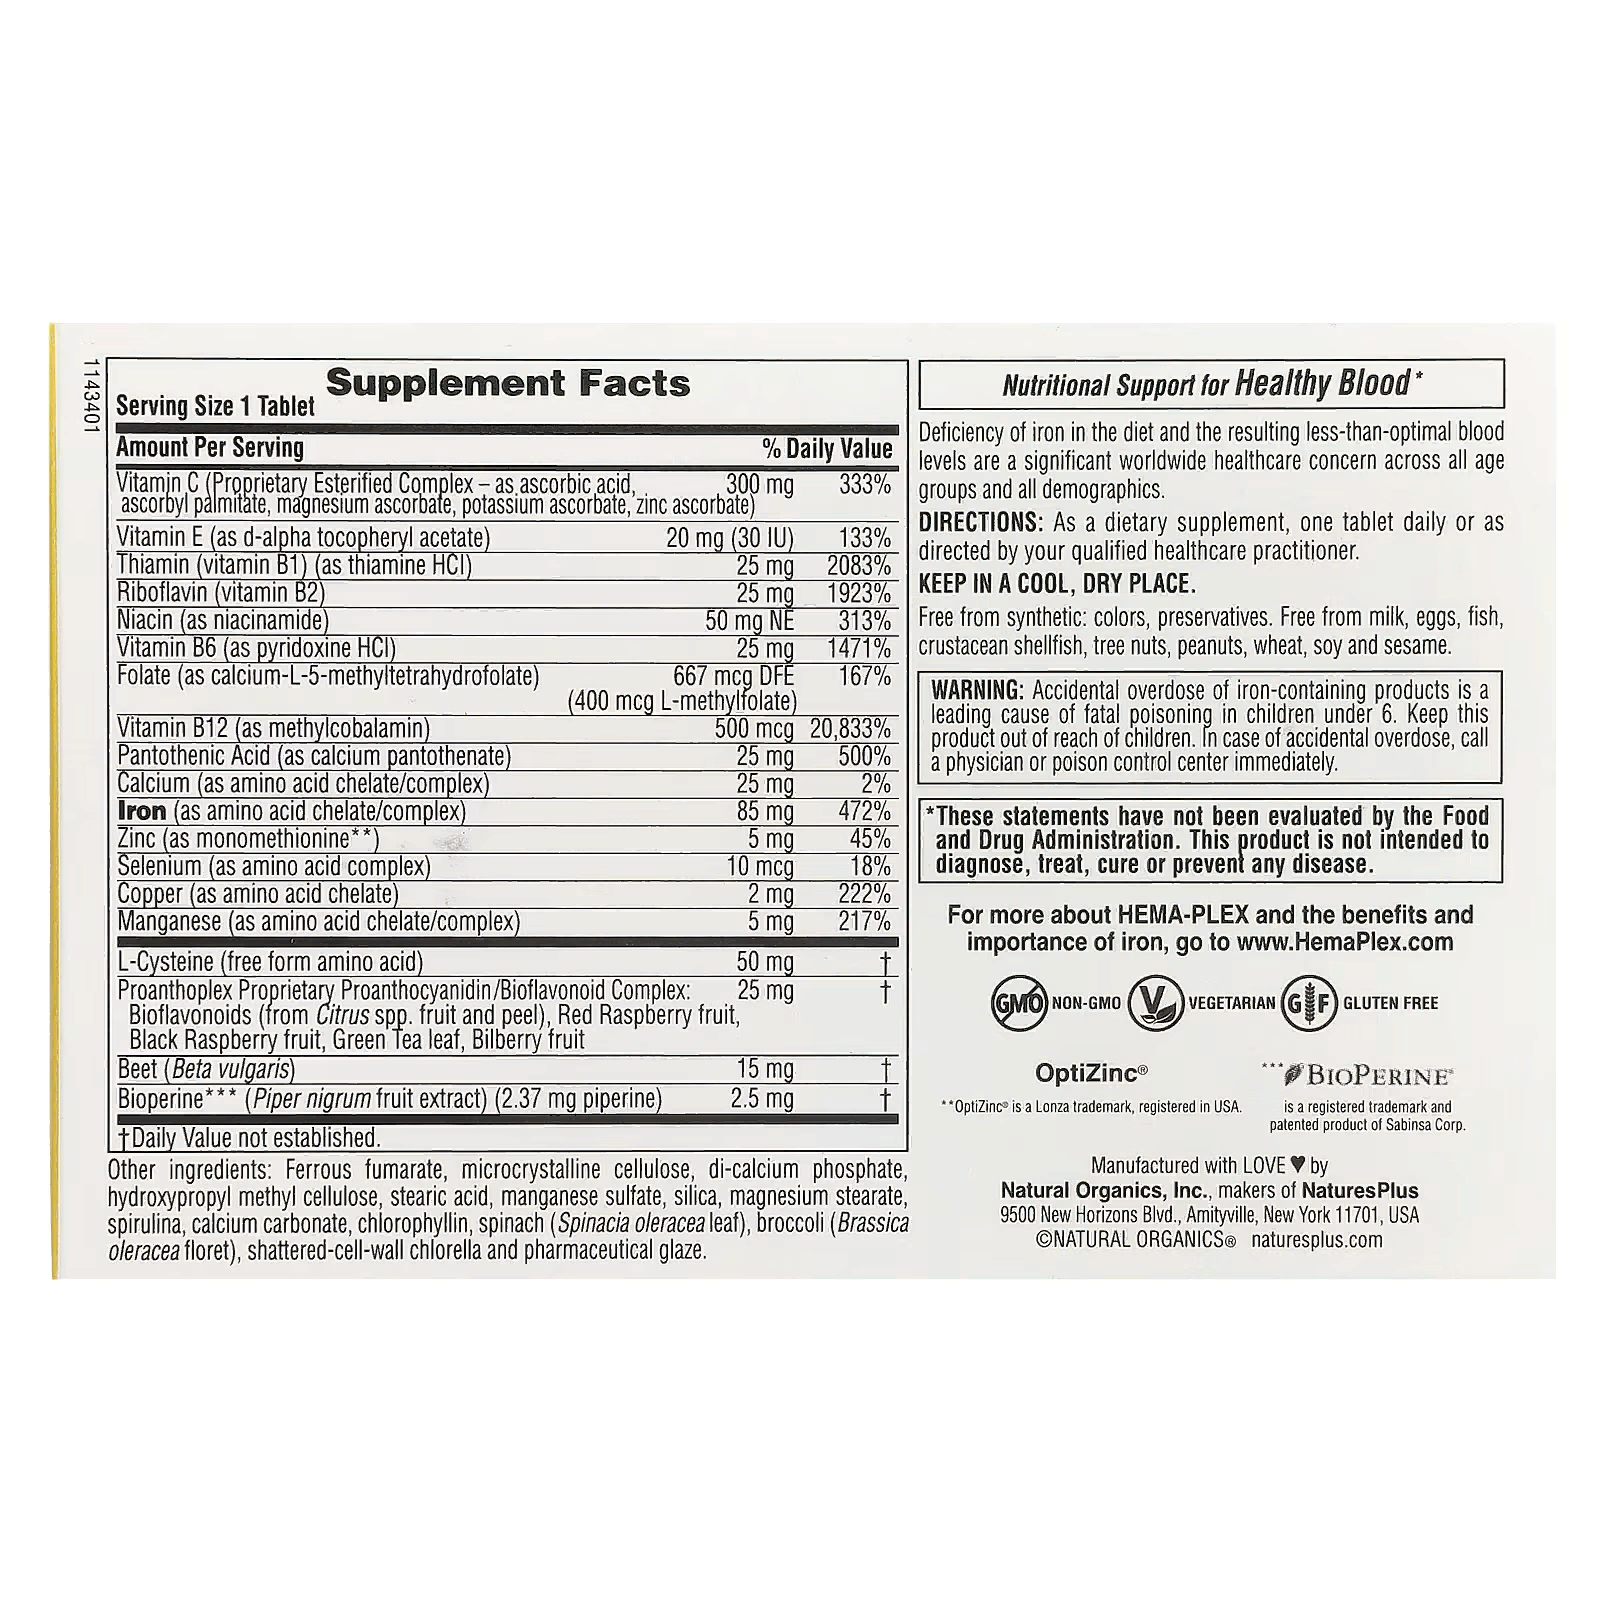 1143401
Supplement Facts
Serving Size 1 Tablet
Amount Per Serving % Daily Value
Vitamin C (Proprietary Esterified Complex – as ascorbic acid, 300 mg 333%
ascorbyl palmitate, magnesium ascorbate, potassium ascorbate, zinc ascorbate)
Vitamin E (as d-alpha tocopheryl acetate) 20 mg (30 IU) 133%
Thiamin (vitamin B1) (as thiamine HCl) 25 mg 2083%
Riboflavin (vitamin B2) 25 mg 1923%
Niacin (as niacinamide) 50 mg NE 313%
Vitamin B6 (as pyridoxine HCl) 25 mg 1471%
Folate (as calcium-L-5-methyltetrahydrofolate) 667 mcg DFE 167%
(400 mcg L-methylfolate)
Vitamin B12 (as methylcobalamin) 500 mcg 20,833%
Pantothenic Acid (as calcium pantothenate) 25 mg 500%
Calcium (as amino acid chelate/complex) 25 mg 2%
Iron (as amino acid chelate/complex) 85 mg 472%
Zinc (as monomethionine**) 5 mg 45%
Selenium (as amino acid complex) 10 mcg 18%
Copper (as amino acid chelate) 2 mg 222%
Manganese (as amino acid chelate/complex) 5 mg 217%
L-Cysteine (free form amino acid) 50 mg †
Proanthoplex Proprietary Proanthocyanidin/Bioflavonoid Complex: 25 mg †
Bioflavonoids (from Citrus spp. fruit and peel), Red Raspberry fruit,
Black Raspberry fruit, Green Tea leaf, Bilberry fruit
Beet (Beta vulgaris) 15 mg †
Bioperine*** (Piper nigrum fruit extract) (2.37 mg piperine) 2.5 mg †
†Daily Value not established.
Other ingredients: Ferrous fumarate, microcrystalline cellulose, di-calcium phosphate,
hydroxypropyl methyl cellulose, stearic acid, manganese sulfate, silica, magnesium stearate,
spirulina, calcium carbonate, chlorophyllin, spinach (Spinacia oleracea leaf), broccoli (Brassica
oleracea floret), shattered-cell-wall chlorella and pharmaceutical glaze.
Nutritional Support for Healthy Blood*
Deficiency of iron in the diet and the resulting less-than-optimal blood
levels are a significant worldwide healthcare concern across all age
groups and all demographics.
DIRECTIONS: As a dietary supplement, one tablet daily or as
directed by your qualified healthcare practitioner.
KEEP IN A COOL, DRY PLACE.
Free from synthetic: colors, preservatives. Free from milk, eggs, fish,
crustacean shellfish, tree nuts, peanuts, wheat, soy and sesame.
WARNING: Accidental overdose of iron-containing products is a
leading cause of fatal poisoning in children under 6. Keep this
product out of reach of children. In case of accidental overdose, call
a physician or poison control center immediately.
*These statements have not been evaluated by the Food
and Drug Administration. This product is not intended to
diagnose, treat, cure or prevent any disease.
For more about HEMA-PLEX and the benefits and
importance of iron, go to www.HemaPlex.com
GMO NON-GMO V VEGETARIAN GF GLUTEN FREE
OptiZinc® ***BIOPERINE®
**OptiZinc® is a Lonza trademark, registered in USA. is a registered trademark and
patented product of Sabinsa Corp.
Manufactured with LOVE ♥ by
Natural Organics, Inc., makers of NaturesPlus
9500 New Horizons Blvd., Amityville, New York 11701, USA
©NATURAL ORGANICS® naturesplus.com